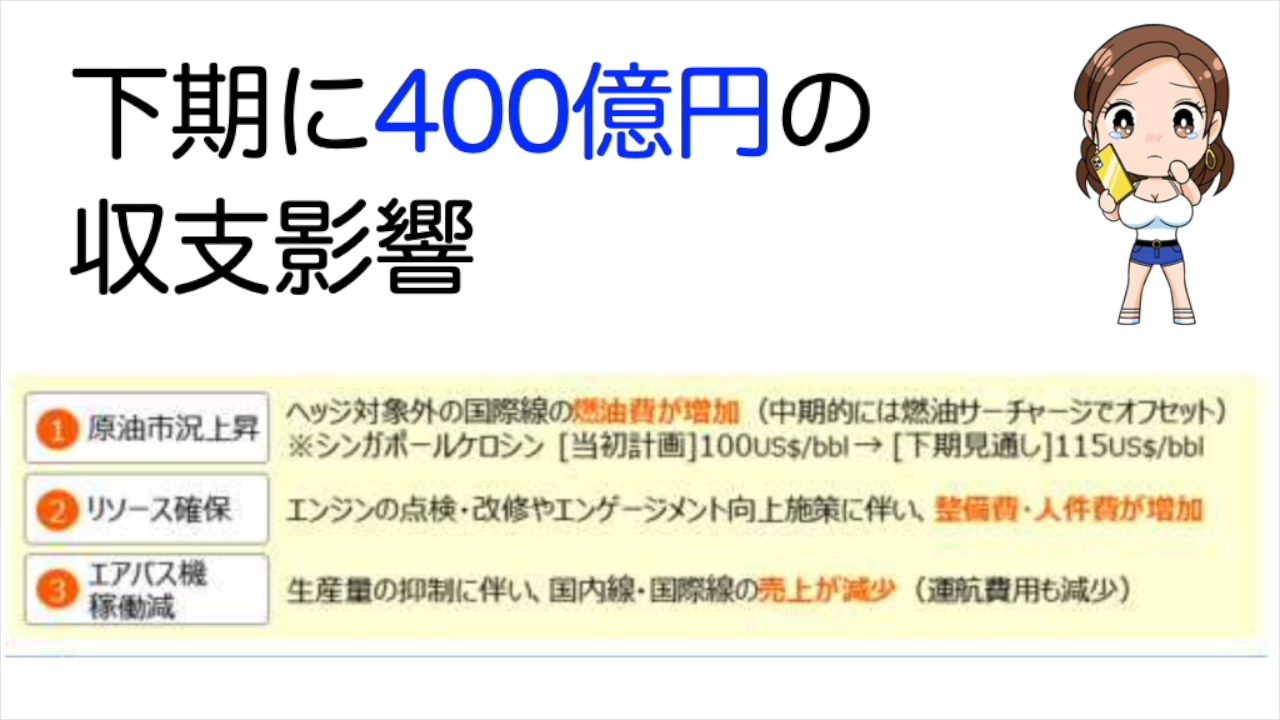 下期に400億円の
収支影響
1 原油市況上昇
ヘッジ対象外の国際線の燃油費が増加（中期的には燃油サーチャージでオフセット）
※シンガポールケロシン [当初計画]100US$/bbl→[下期見通し]115US$/bbl
2 リソース確保
エンジンの点検・改修やエンゲージメント向上施策に伴い、整備費・人件費が増加
3 エアバス機
稼働減
生産量の抑制に伴い、国内線・国際線の売上が減少（運航費用も減少）